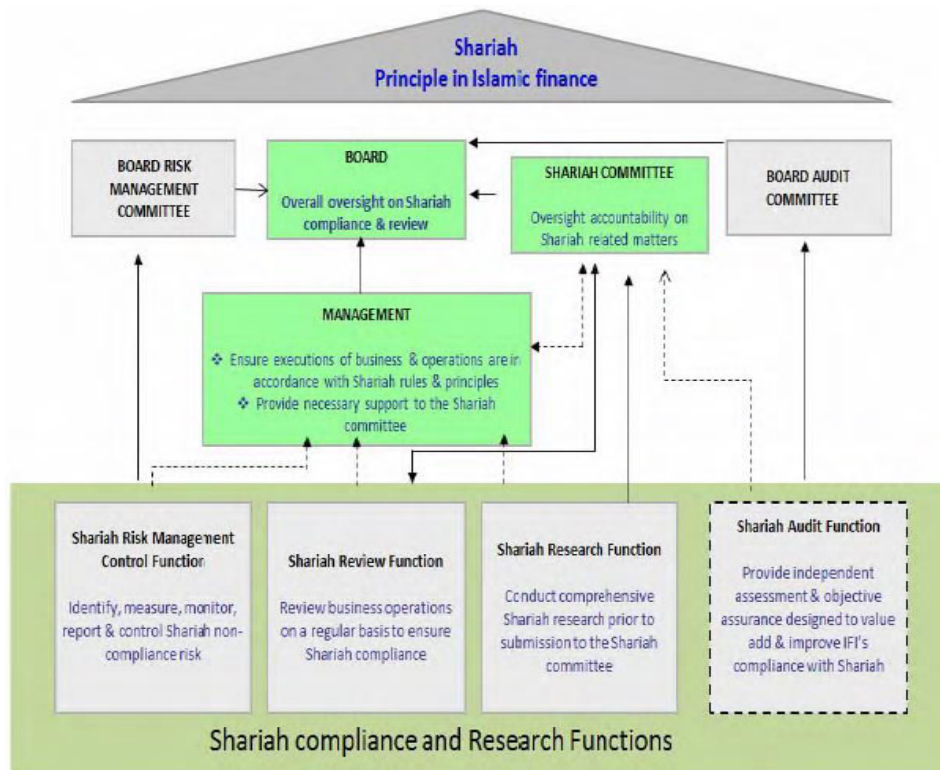 Shariah
Principle in Islamic finance
BOARD RISK
MANAGEMENT
COMMITTEE
BOARD
Overall oversight on Shariah
compliance & review
SHARIAH COMMITTEE
Oversight accountability on
Shariah related matters
BOARD AUDIT
COMMITTEE
MANAGEMENT
❖ Ensure executions of business & operations are in
accordance with Shariah rules & principles
❖ Provide necessary support to the Shariah
committee
Shariah Risk Management
Control Function
Identify, measure, monitor,
report & control Shariah non-
compliance risk
Shariah Review Function
Review business operations
on a regular basis to ensure
Shariah compliance
Shariah Research Function
Conduct comprehensive
Shariah research prior to
submission to the Shariah
committee
Shariah Audit Function
Provide independent
assessment & objective
assurance designed to value
add & improve IFI's
compliance with Shariah
Shariah compliance and Research Functions